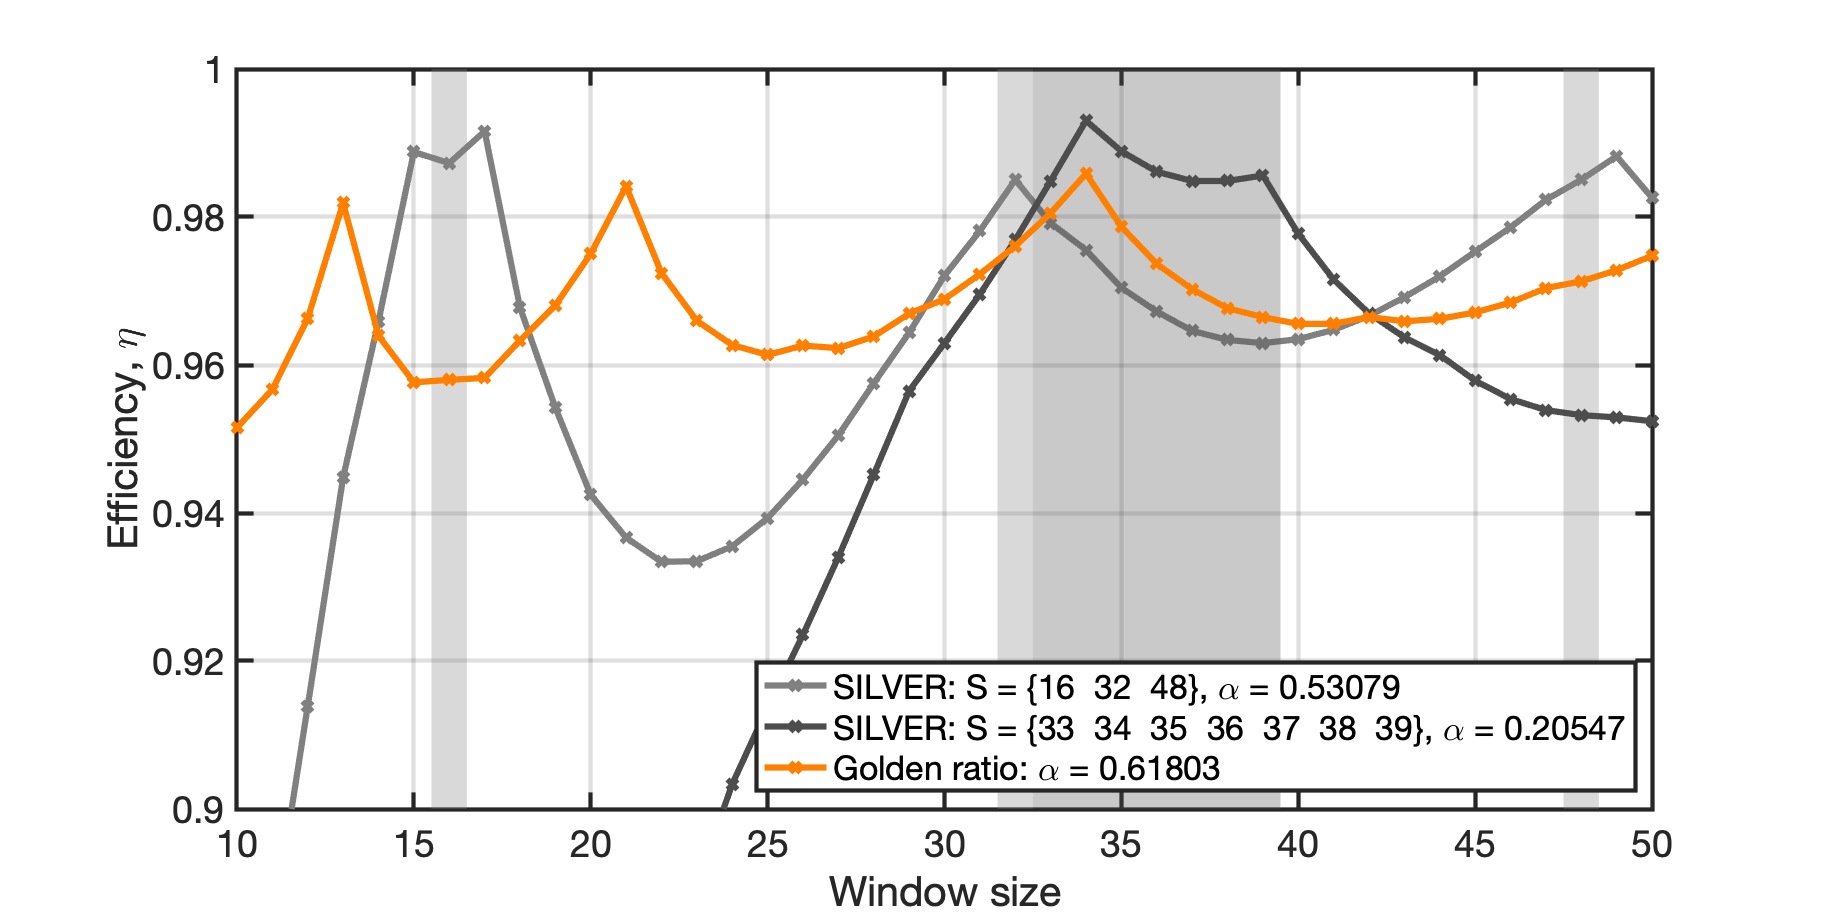 1
0.98
0.96
0.94
0.92
0.9
Efficiency, η
10 15 20 25 30 35 40 45 50
Window size
SILVER: S = {16 32 48}, α = 0.53079
SILVER: S = {33 34 35 36 37 38 39}, α = 0.20547
Golden ratio: α = 0.61803